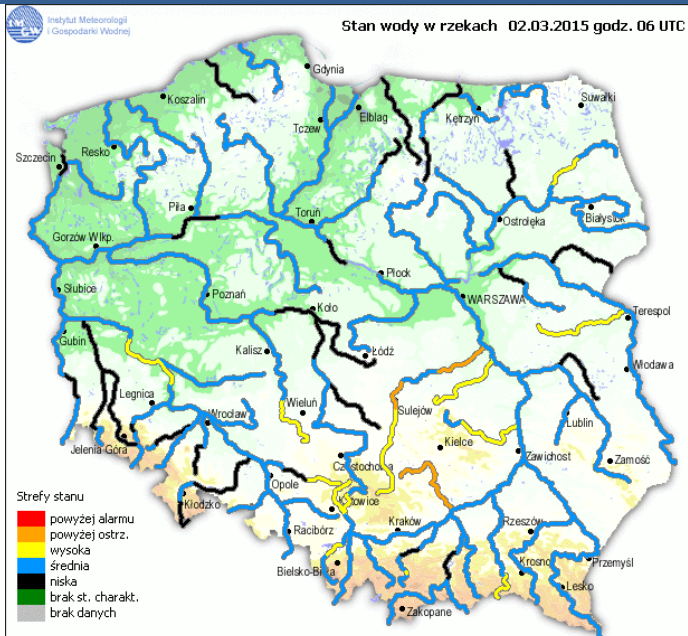 Instytut Meteorologii
i Gospodarki Wodnej
Stan wody w rzekach 02.03.2015 godz. 06 UTC
IMGW
Gdynia
Koszalin
Suwałki
Tczew
Elbląg
Kętrzyn
Resko
Szczecin
Piła
Toruń
Ostrołęka
Białystok
Gorzów Wlkp.
Płock
Słubice
Poznań
Koło
WARSZAWA
Terespol
Gubin
Kalisz
Łódź
Włodawa
Legnica
Wieluń
Sulejów
Wrocław
Lublin
Jelenia Góra
Kielce
Zawichost
Zamość
Częstochowa
Strefy stanu
Kłodzko
Opole
Katowice
powyżej alarmu
Racibórz
Kraków
Rzeszów
powyżej ostrz.
wysoka
średnia
Bielsko-Biała
Krosno
Przemyśl
niska
Lesko
brak st. charakt.
Zakopane
brak danych